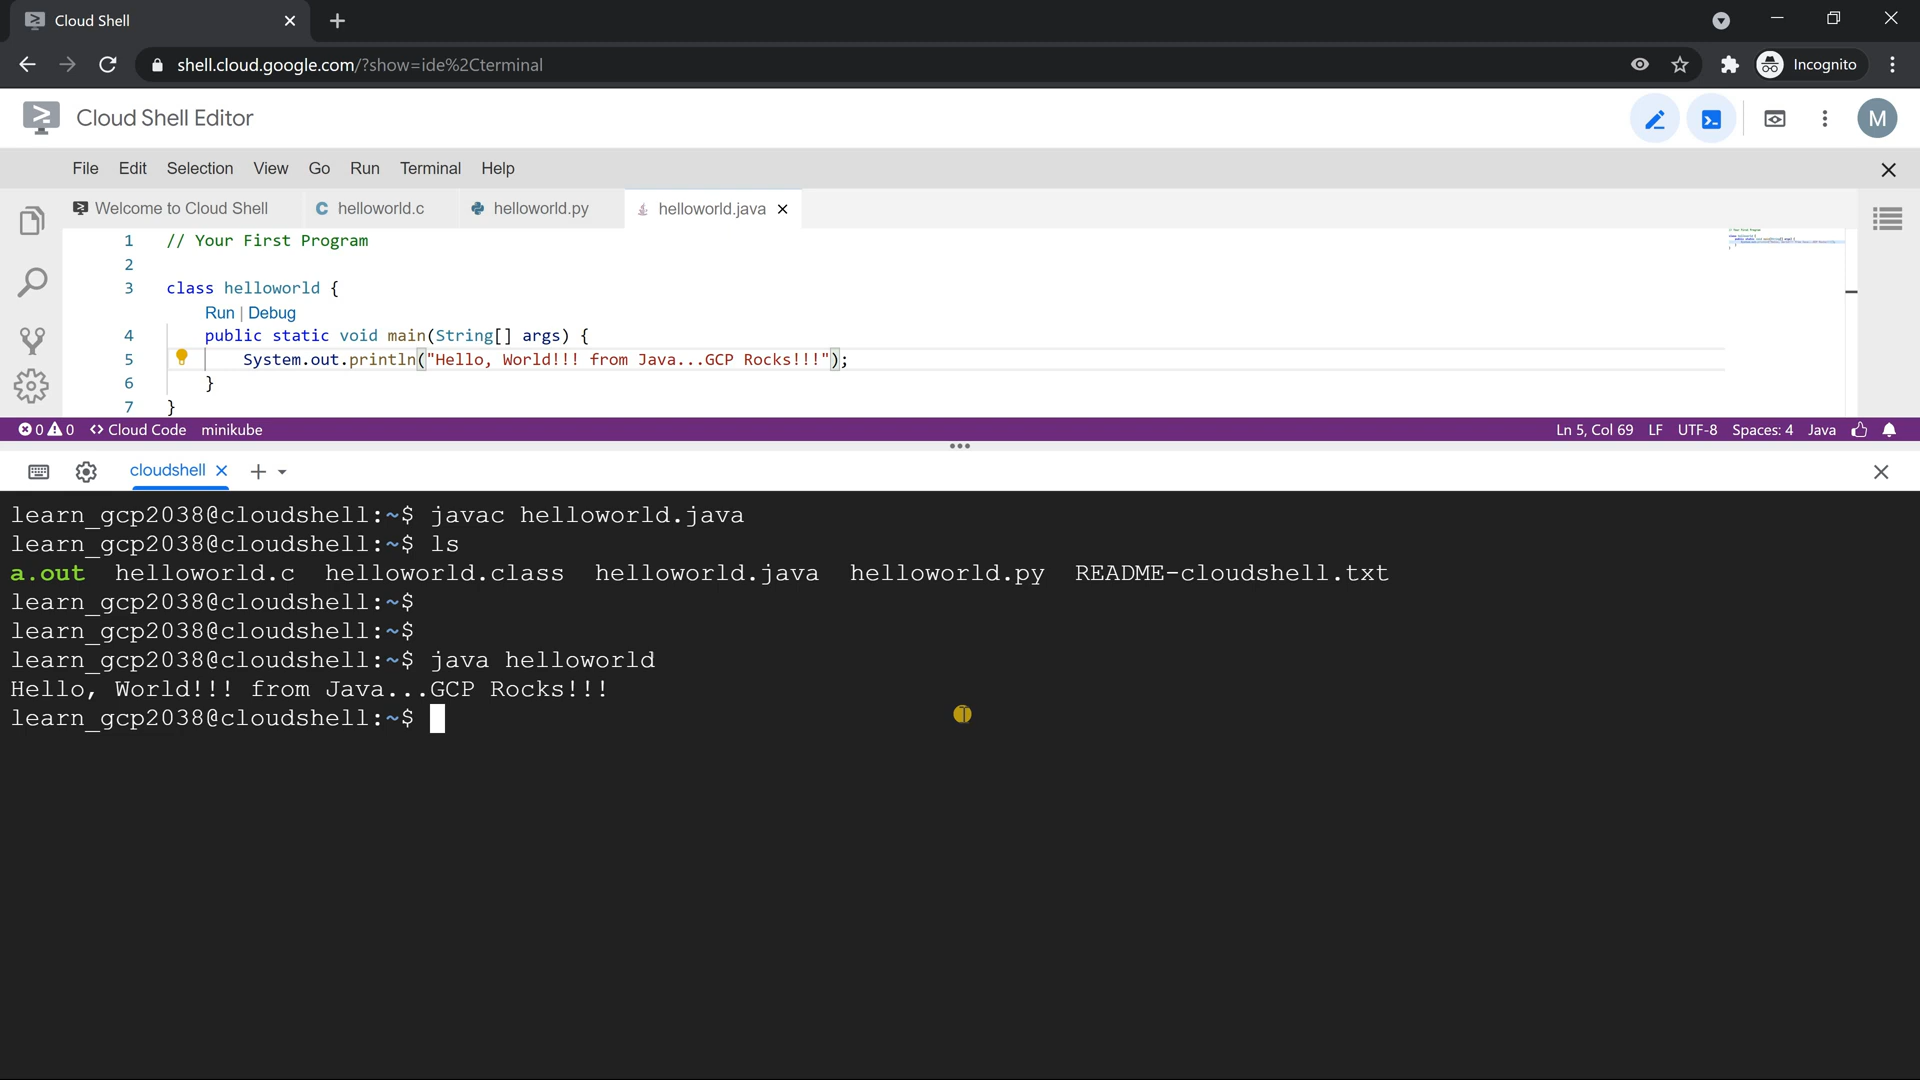 Cloud Shell
shell.cloud.google.com/?show=ide%2Cterminal
Incognito
Cloud Shell Editor
M
File Edit Selection View Go Run Terminal Help
Welcome to Cloud Shell
helloworld.c
helloworld.py
helloworld.java
1 // Your First Program
2
3 class helloworld {
Run | Debug
4 public static void main(String[] args) {
5 System.out.println("Hello, World!!! from Java...GCP Rocks!!!");
6 }
7 }
0 0 <> Cloud Code minikube
Ln 5, Col 69 LF UTF-8 Spaces: 4 Java
cloudshell
learn_gcp2038@cloudshell:~$ javac helloworld.java
learn_gcp2038@cloudshell:~$ ls
a.out helloworld.c helloworld.class helloworld.java helloworld.py README-cloudshell.txt
learn_gcp2038@cloudshell:~$
learn_gcp2038@cloudshell:~$
learn_gcp2038@cloudshell:~$ java helloworld
Hello, World!!! from Java...GCP Rocks!!!
learn_gcp2038@cloudshell:~$